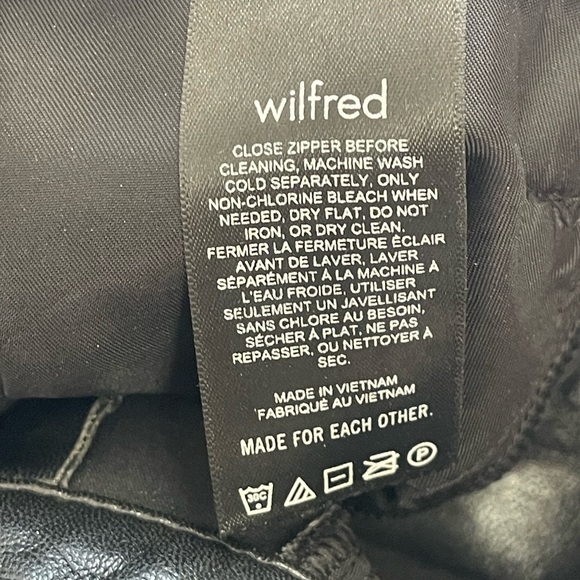 wilfred
CLOSE ZIPPER BEFORE
CLEANING, MACHINE WASH
COLD SEPARATELY, ONLY
NON-CHLORINE BLEACH WHEN
NEEDED, DRY FLAT, DO NOT
IRON, OR DRY CLEAN.
FERMER LA FERMETURE ÉCLAIR
AVANT DE LAVER, LAVER
SÉPARÉMENT À LA MACHINE À
L'EAU FROIDE, UTILISER
SEULEMENT UN JAVELLISANT
SANS CHLORE AU BESOIN,
SÉCHER À PLAT, NE PAS
REPASSER, OU NETTOYER À
SEC.
MADE IN VIETNAM
FABRIQUÉ AU VIETNAM
MADE FOR EACH OTHER.
30C P